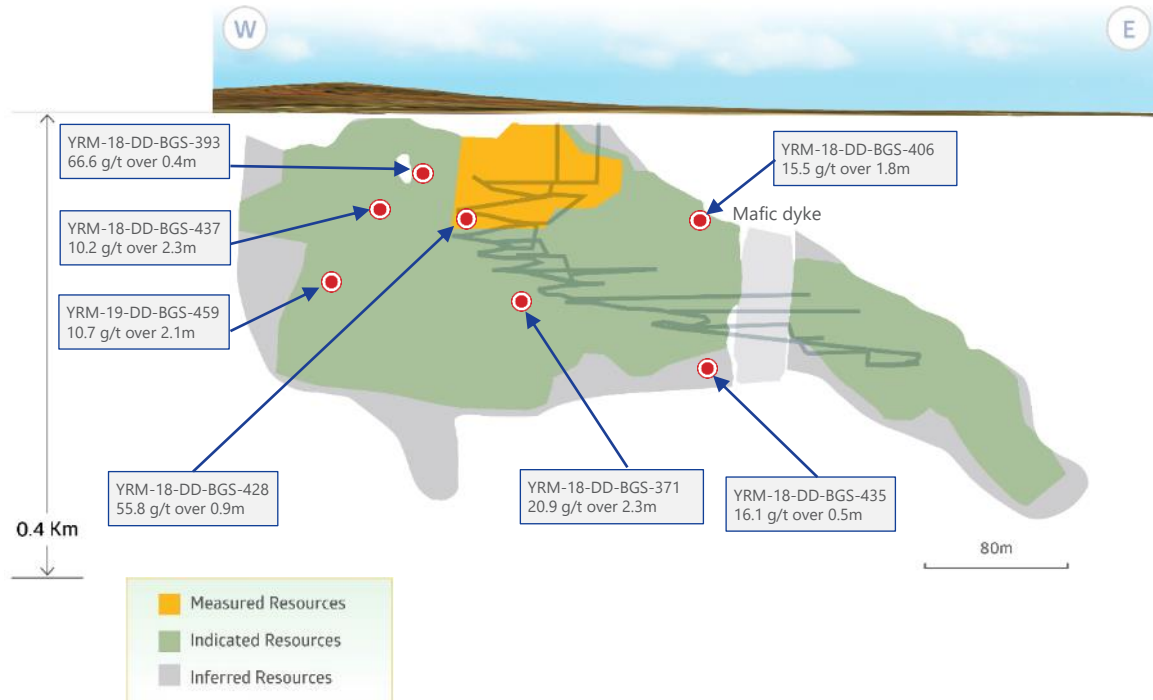 W
E
YRM-18-DD-BGS-393
66.6 g/t over 0.4m
YRM-18-DD-BGS-406
15.5 g/t over 1.8m
YRM-18-DD-BGS-437
10.2 g/t over 2.3m
Mafic dyke
YRM-19-DD-BGS-459
10.7 g/t over 2.1m
YRM-18-DD-BGS-428
55.8 g/t over 0.9m
YRM-18-DD-BGS-371
20.9 g/t over 2.3m
YRM-18-DD-BGS-435
16.1 g/t over 0.5m
0.4 Km
80m
Measured Resources
Indicated Resources
Inferred Resources